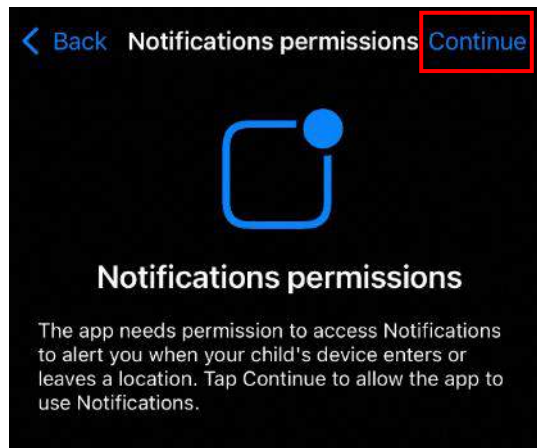 Back Notifications permissions Continue
Notifications permissions
The app needs permission to access Notifications
to alert you when your child's device enters or
leaves a location. Tap Continue to allow the app to
use Notifications.